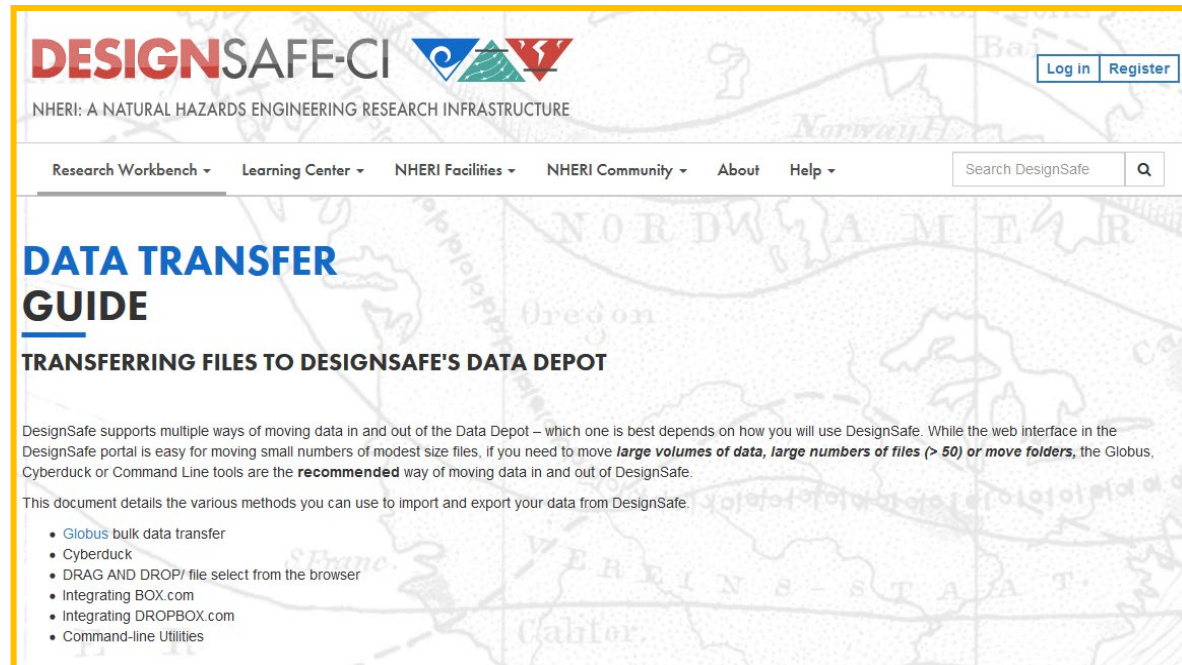 DESIGNSAFE-CI
Log in Register
NHERI: A NATURAL HAZARDS ENGINEERING RESEARCH INFRASTRUCTURE
Research Workbench Learning Center NHERI Facilities NHERI Community About Help Search DesignSafe
DATA TRANSFER
GUIDE
TRANSFERRING FILES TO DESIGNSAFE'S DATA DEPOT
DesignSafe supports multiple ways of moving data in and out of the Data Depot – which one is best depends on how you will use DesignSafe. While the web interface in the
DesignSafe portal is easy for moving small numbers of modest size files, if you need to move large volumes of data, large numbers of files (> 50) or move folders, the Globus,
Cyberduck or Command Line tools are the recommended way of moving data in and out of DesignSafe.
This document details the various methods you can use to import and export your data from DesignSafe.
• Globus bulk data transfer
• Cyberduck
• DRAG AND DROP/ file select from the browser
• Integrating BOX.com
• Integrating DROPBOX.com
• Command-line Utilities
Norway H.
NORDWAMER
Oregon
S. Franc.
VEREINS-STAAT.